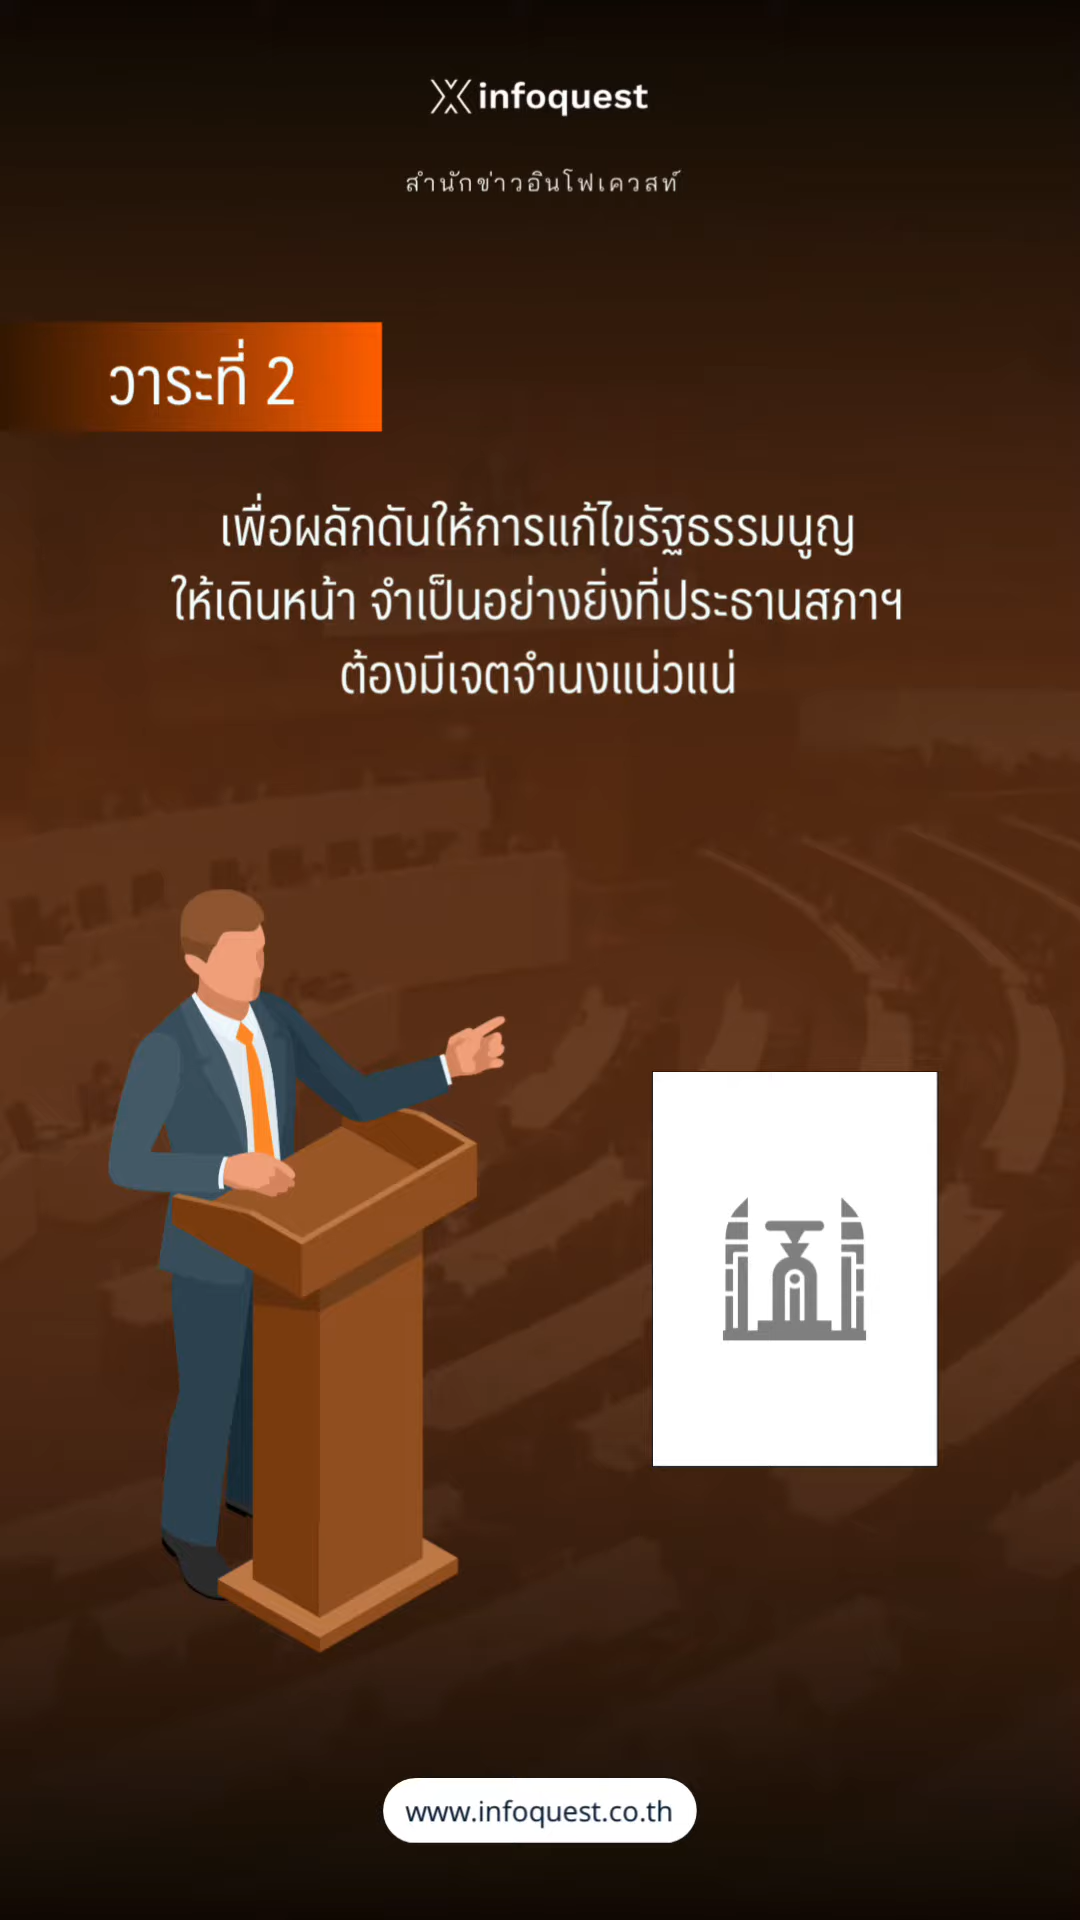 infoquest
สำนักข่าวอินโฟเควสท์
วาระที่ 2
เพื่อผลักดันให้การแก้ไขรัฐธรรมนูญ
ให้เดินหน้า จำเป็นอย่างยิ่งที่ประธานสภาฯ
ต้องมีเจตจำนงแน่วแน่
www.infoquest.co.th